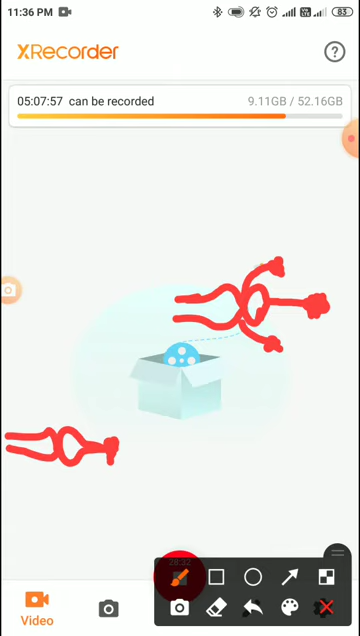 11:36 PM 83
XRecorder
05:07:57 can be recorded 9.11GB / 52.16GB
Video